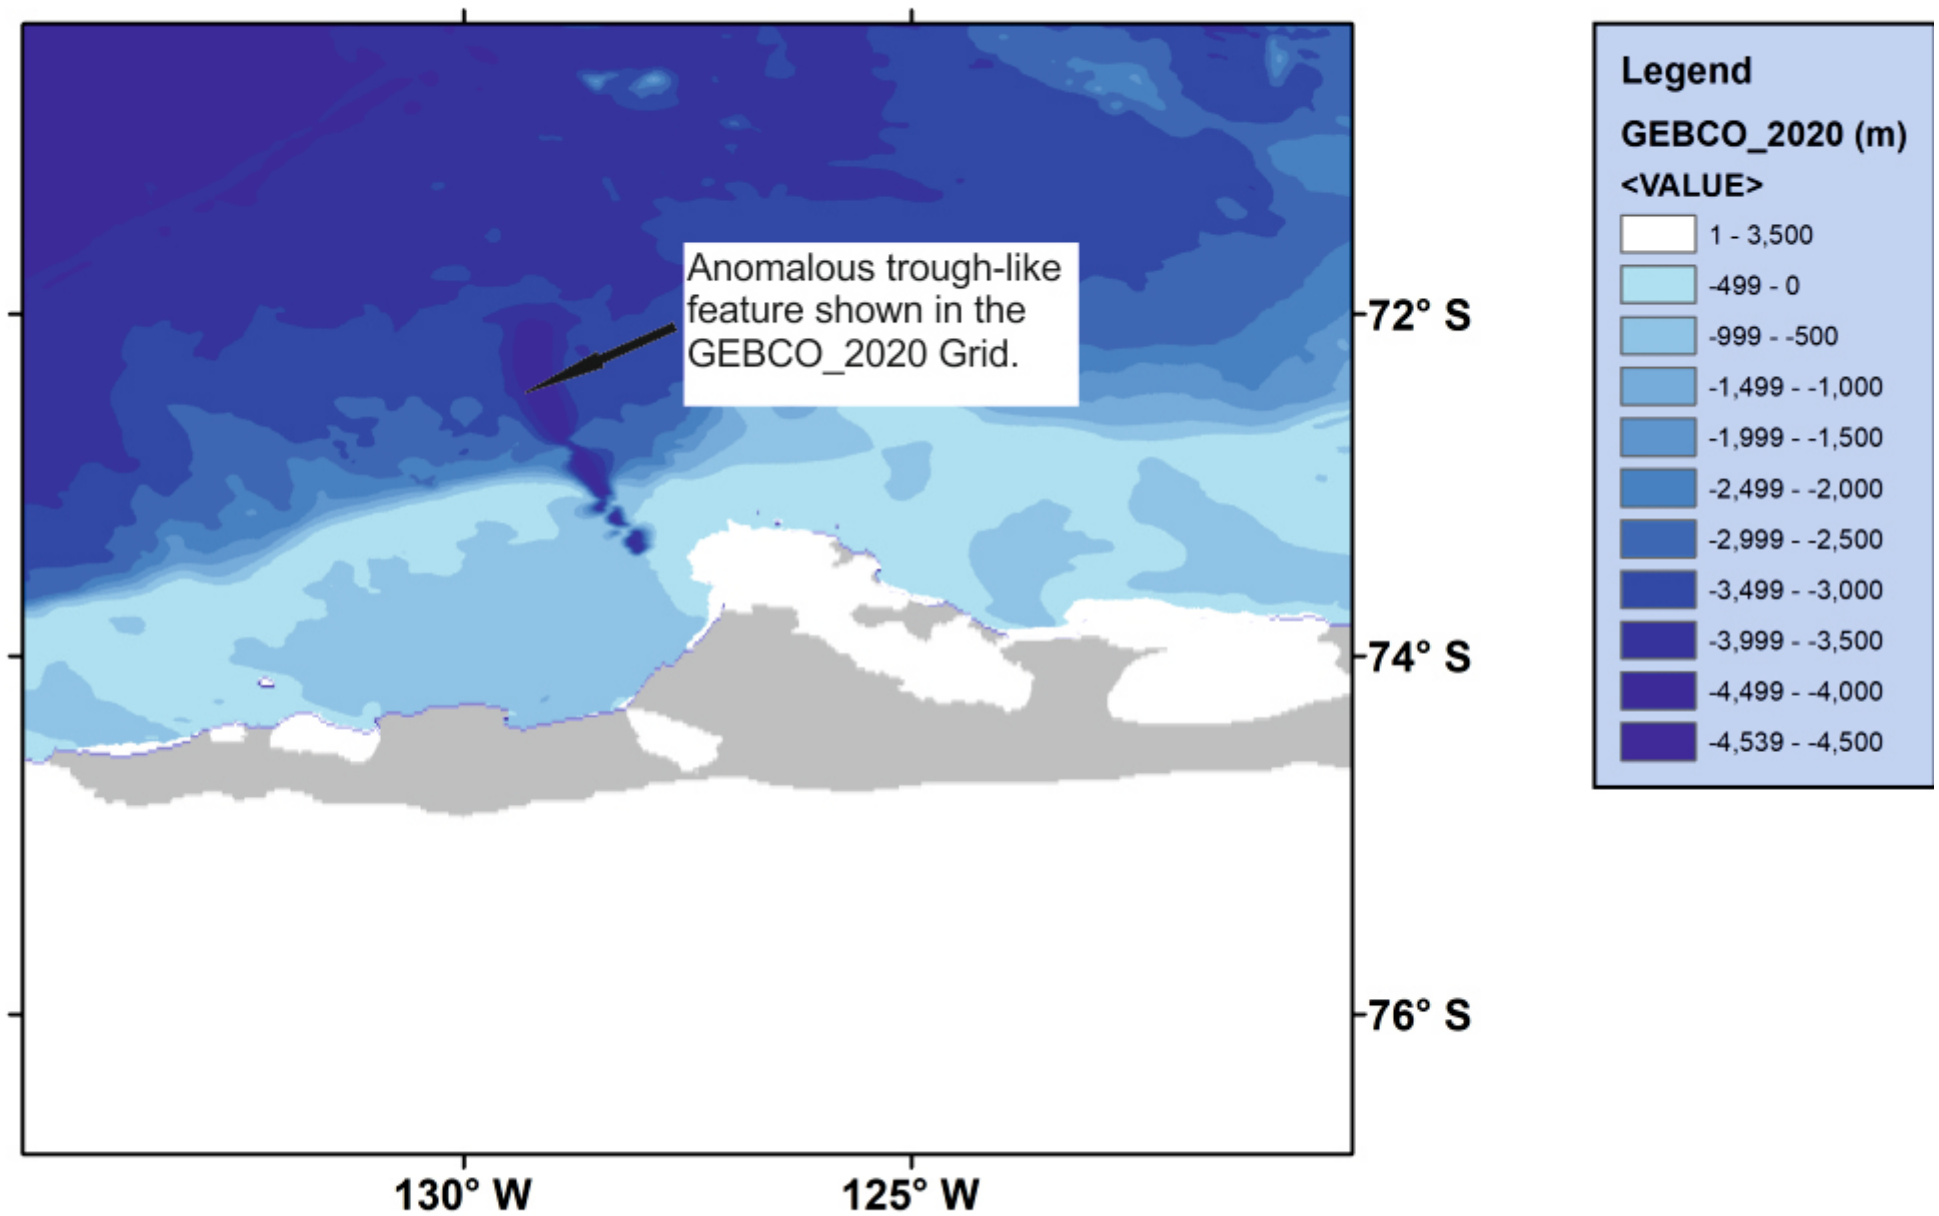 Anomalous trough-like
feature shown in the
GEBCO_2020 Grid.
72° S
74° S
76° S
130° W
125° W
Legend
GEBCO_2020 (m)
<VALUE>
1 - 3,500
-499 - 0
-999 - -500
-1,499 - -1,000
-1,999 - -1,500
-2,499 - -2,000
-2,999 - -2,500
-3,499 - -3,000
-3,999 - -3,500
-4,499 - -4,000
-4,539 - -4,500